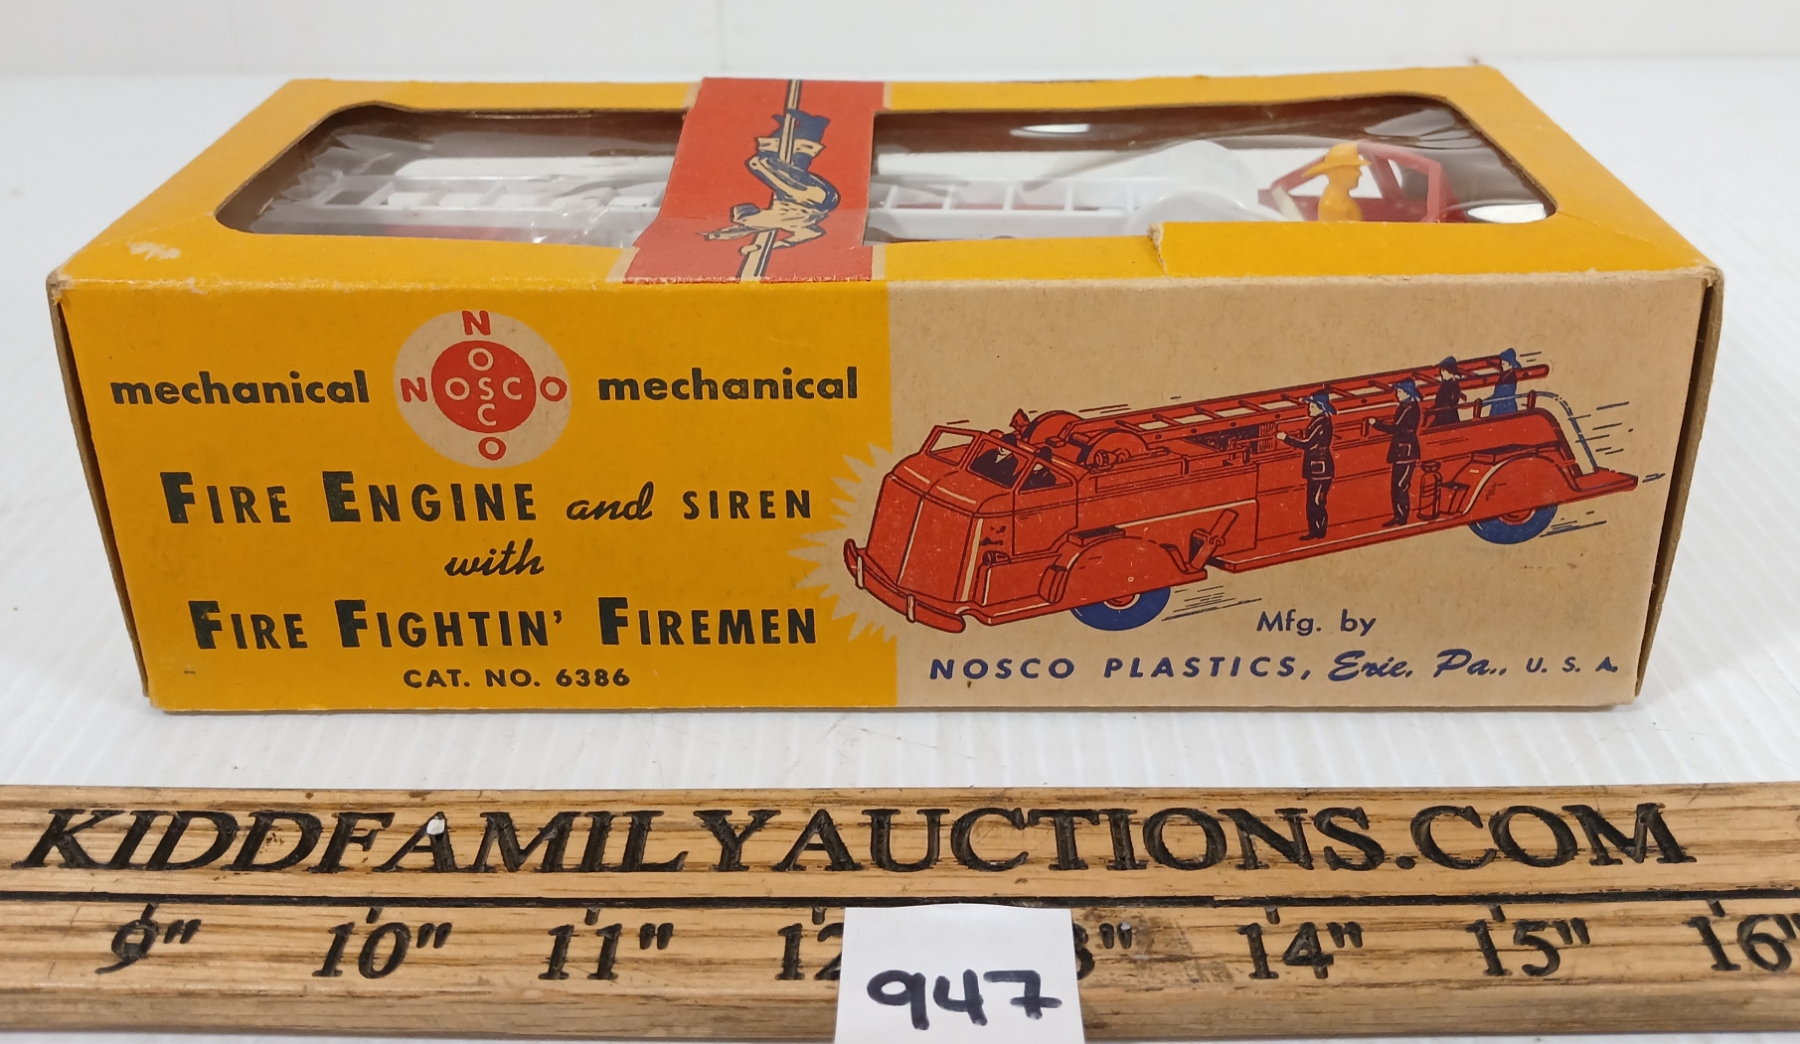 mechanical NOSCO NOSCO mechanical
FIRE ENGINE and SIREN
with
FIRE FIGHTIN' FIREMEN
CAT. NO. 6386
Mfg. by
NOSCO PLASTICS, Erie, Pa., U. S. A.
KIDDFAMILYAUCTIONS.COM
9" 10" 11" 12 3" 14" 15" 16"
947